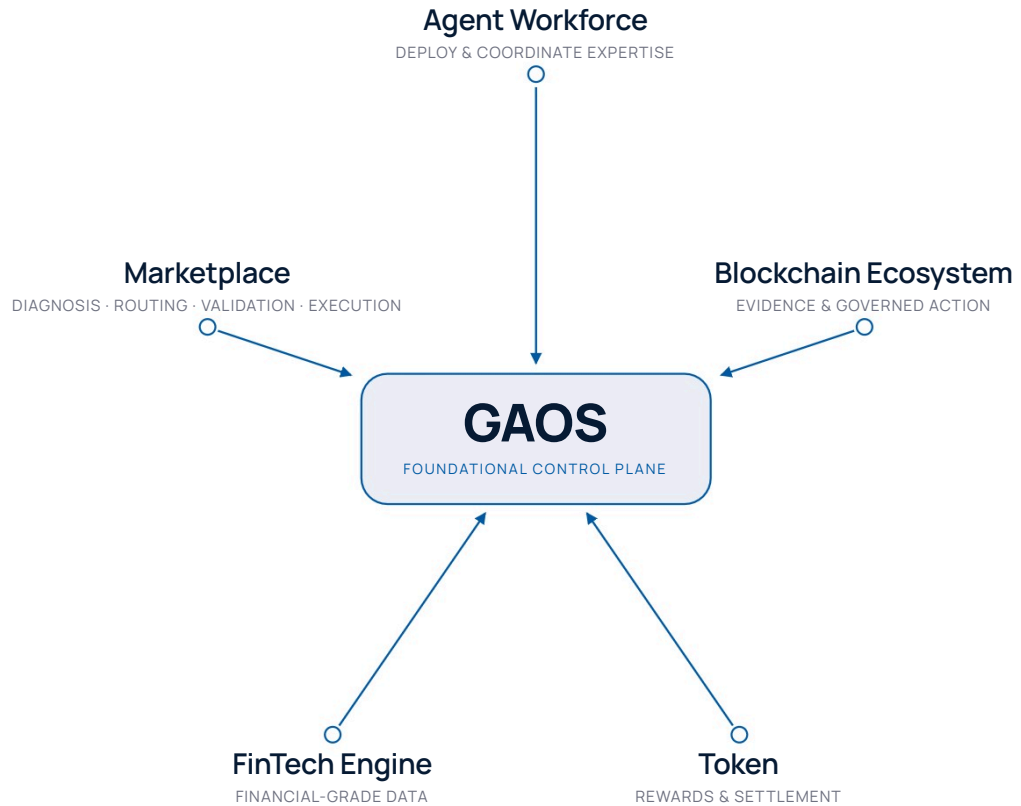 Agent Workforce
DEPLOY & COORDINATE EXPERTISE
Marketplace
DIAGNOSIS · ROUTING · VALIDATION · EXECUTION
Blockchain Ecosystem
EVIDENCE & GOVERNED ACTION
GAOS
FOUNDATIONAL CONTROL PLANE
FinTech Engine
FINANCIAL-GRADE DATA
Token
REWARDS & SETTLEMENT